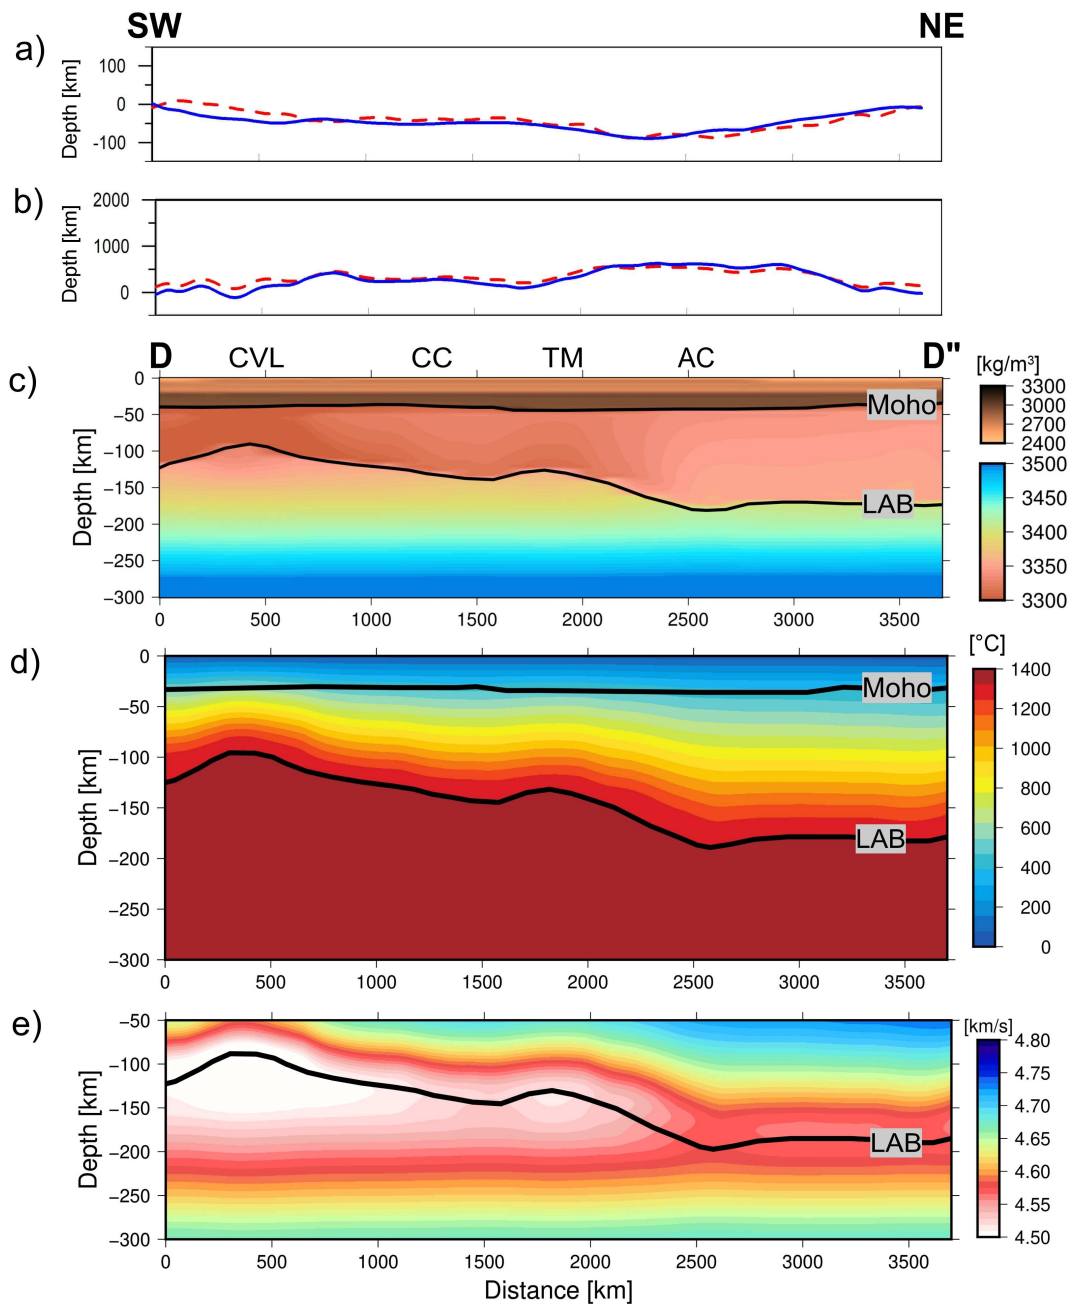 SW NE
a)
100
0
-100
Depth [km]
b)
2000
1000
0
Depth [km]
D CVL CC TM AC D"
c)
0
−50
−100
−150
−200
−250
−300
Depth [km]
Moho
LAB
0 500 1000 1500 2000 2500 3000 3500
[kg/m³]
3300
3000
2700
2400
3500
3450
3400
3350
3300
d)
0
−50
−100
−150
−200
−250
−300
Depth [km]
Moho
LAB
0 500 1000 1500 2000 2500 3000 3500
[°C]
1400
1200
1000
800
600
400
200
0
e)
−50
−100
−150
−200
−250
−300
Depth [km]
LAB
0 500 1000 1500 2000 2500 3000 3500
Distance [km]
[km/s]
4.80
4.75
4.70
4.65
4.60
4.55
4.50